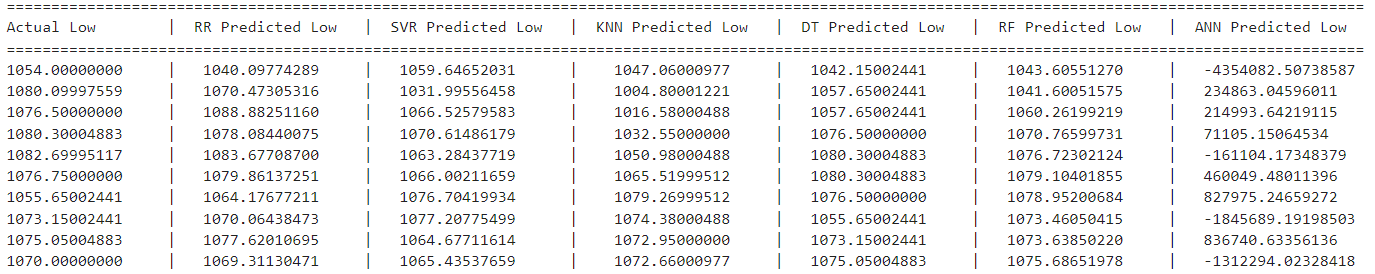 Actual Low | RR Predicted Low | SVR Predicted Low | KNN Predicted Low | DT Predicted Low | RF Predicted Low | ANN Predicted Low
1054.00000000 | 1040.09774289 | 1059.64652031 | 1047.06000977 | 1042.15002441 | 1043.60551270 | -4354082.50738587
1080.09997559 | 1070.47305316 | 1031.99556458 | 1004.80001221 | 1057.65002441 | 1041.60051575 | 234863.04596011
1076.50000000 | 1088.88251160 | 1066.52579583 | 1016.58000488 | 1057.65002441 | 1060.26199219 | 214993.64219115
1080.30004883 | 1078.08440075 | 1070.61486179 | 1032.55000000 | 1076.50000000 | 1070.76599731 | 71105.15064534
1082.69995117 | 1083.67708700 | 1063.28437719 | 1050.98000488 | 1080.30004883 | 1076.72302124 | -161104.17348379
1076.75000000 | 1079.86137251 | 1066.00211659 | 1065.51999512 | 1080.30004883 | 1079.10401855 | 460049.48011396
1055.65002441 | 1064.17677211 | 1076.70419934 | 1079.26999512 | 1076.50000000 | 1078.95200684 | 827975.24659272
1073.15002441 | 1070.06438473 | 1077.20775499 | 1074.38000488 | 1055.65002441 | 1073.46050415 | -1845689.19198503
1075.05004883 | 1077.62010695 | 1064.67711614 | 1072.95000000 | 1073.15002441 | 1073.63850220 | 836740.63356136
1070.00000000 | 1069.31130471 | 1065.43537659 | 1072.66000977 | 1075.05004883 | 1075.68651978 | -1312294.02328418